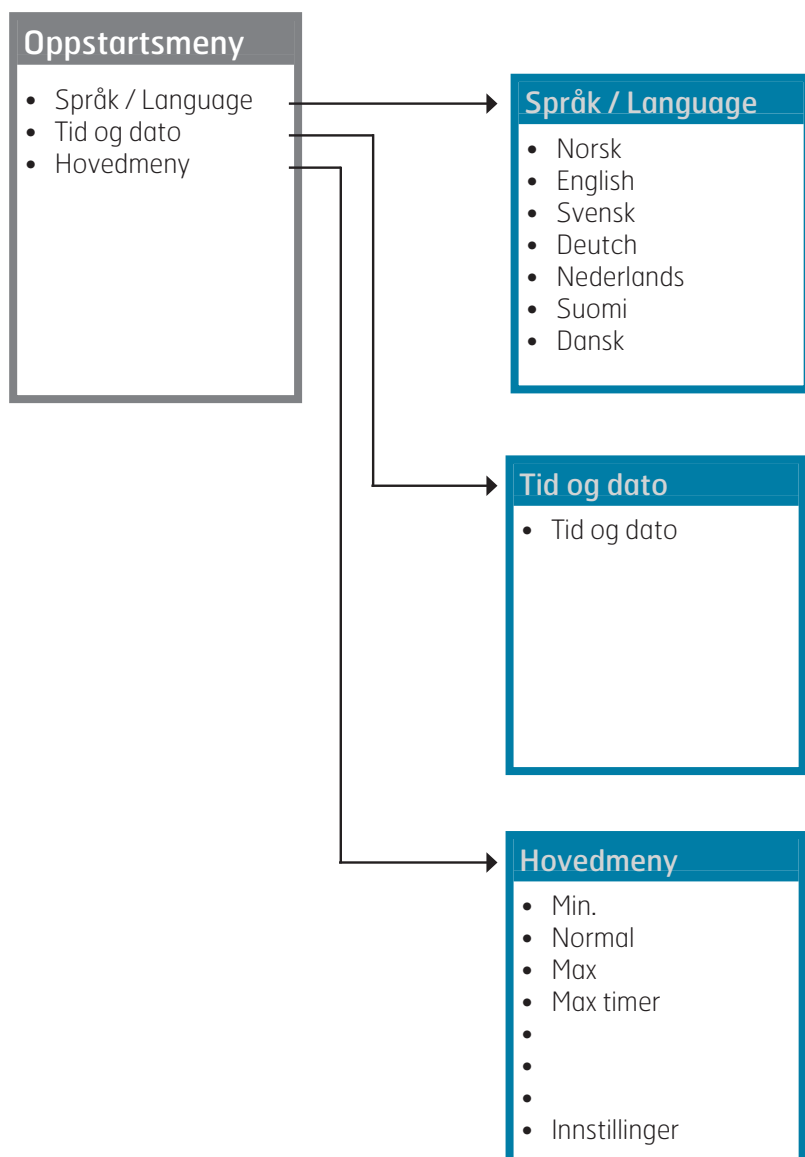 Oppstartsmeny
• Språk / Language
• Tid og dato
• Hovedmeny
Språk / Language
• Norsk
• English
• Svensk
• Deutch
• Nederlands
• Suomi
• Dansk
Tid og dato
• Tid og dato
Hovedmeny
• Min.
• Normal
• Max
• Max timer
•
•
•
• Innstillinger